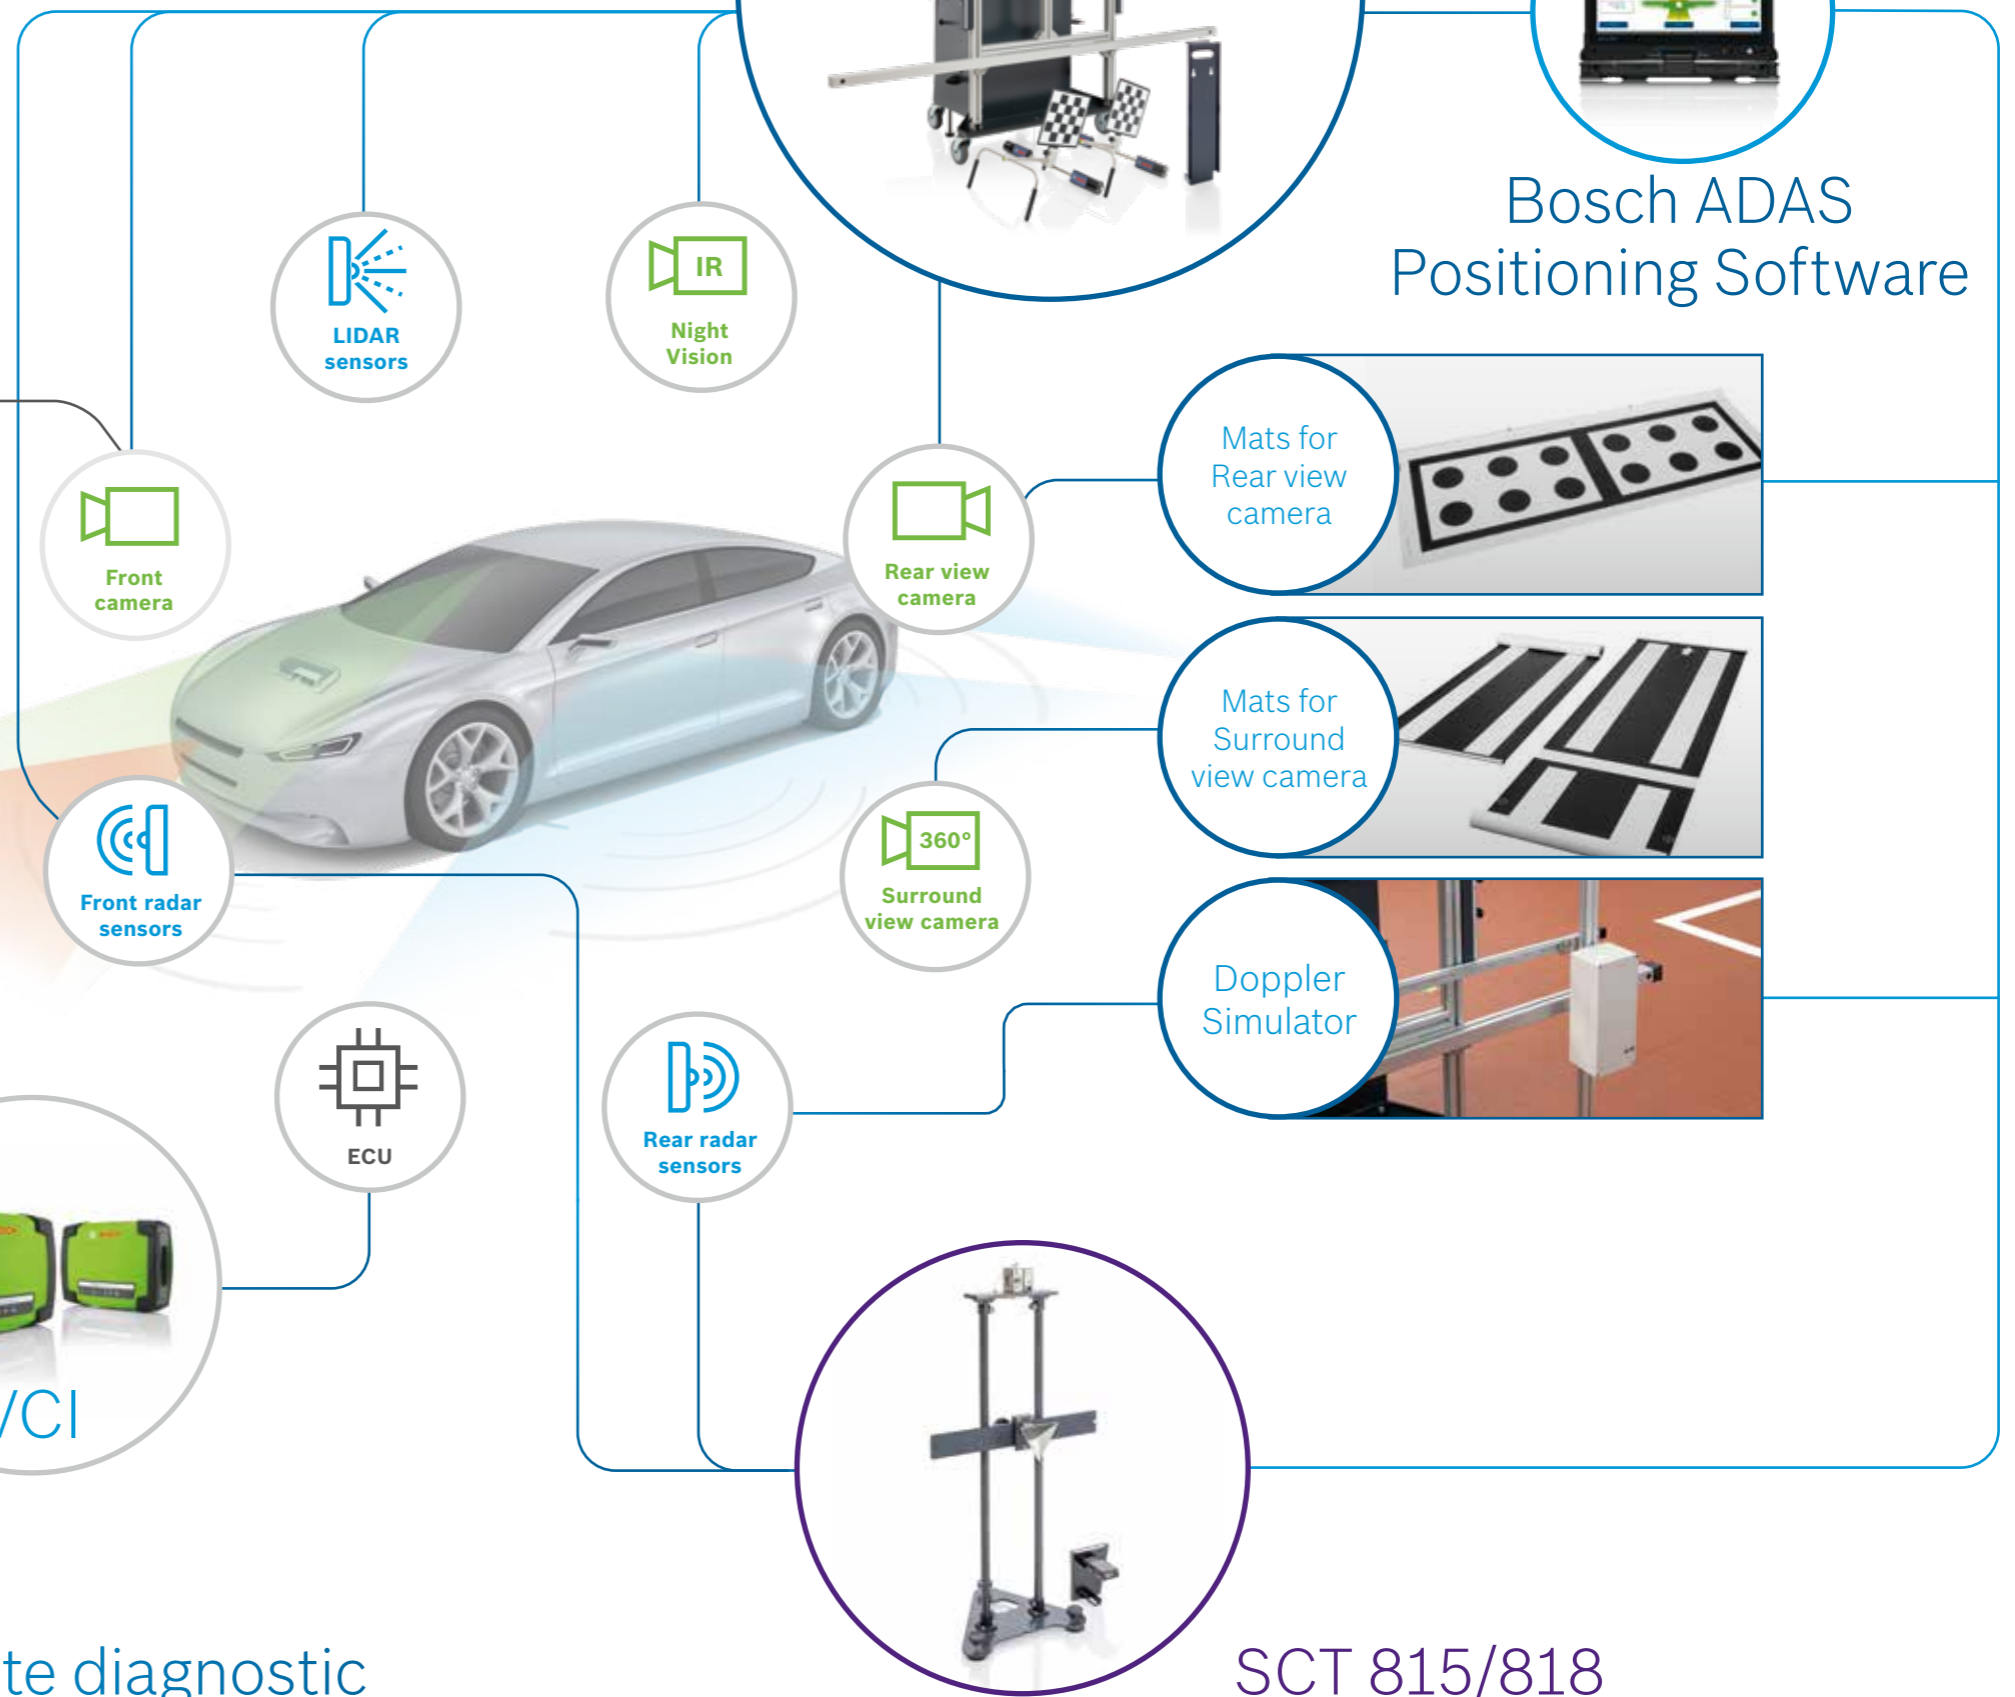 Bosch ADAS
Positioning Software
IR
LIDAR
sensors
Night
Vision
Mats for
Rear view
camera
Front
camera
Rear view
camera
Mats for
Surround
view camera
360°
Front radar
sensors
Surround
view camera
Doppler
Simulator
ECU
Rear radar
sensors
BOSCH
/CI
te diagnostic
SCT 815/818